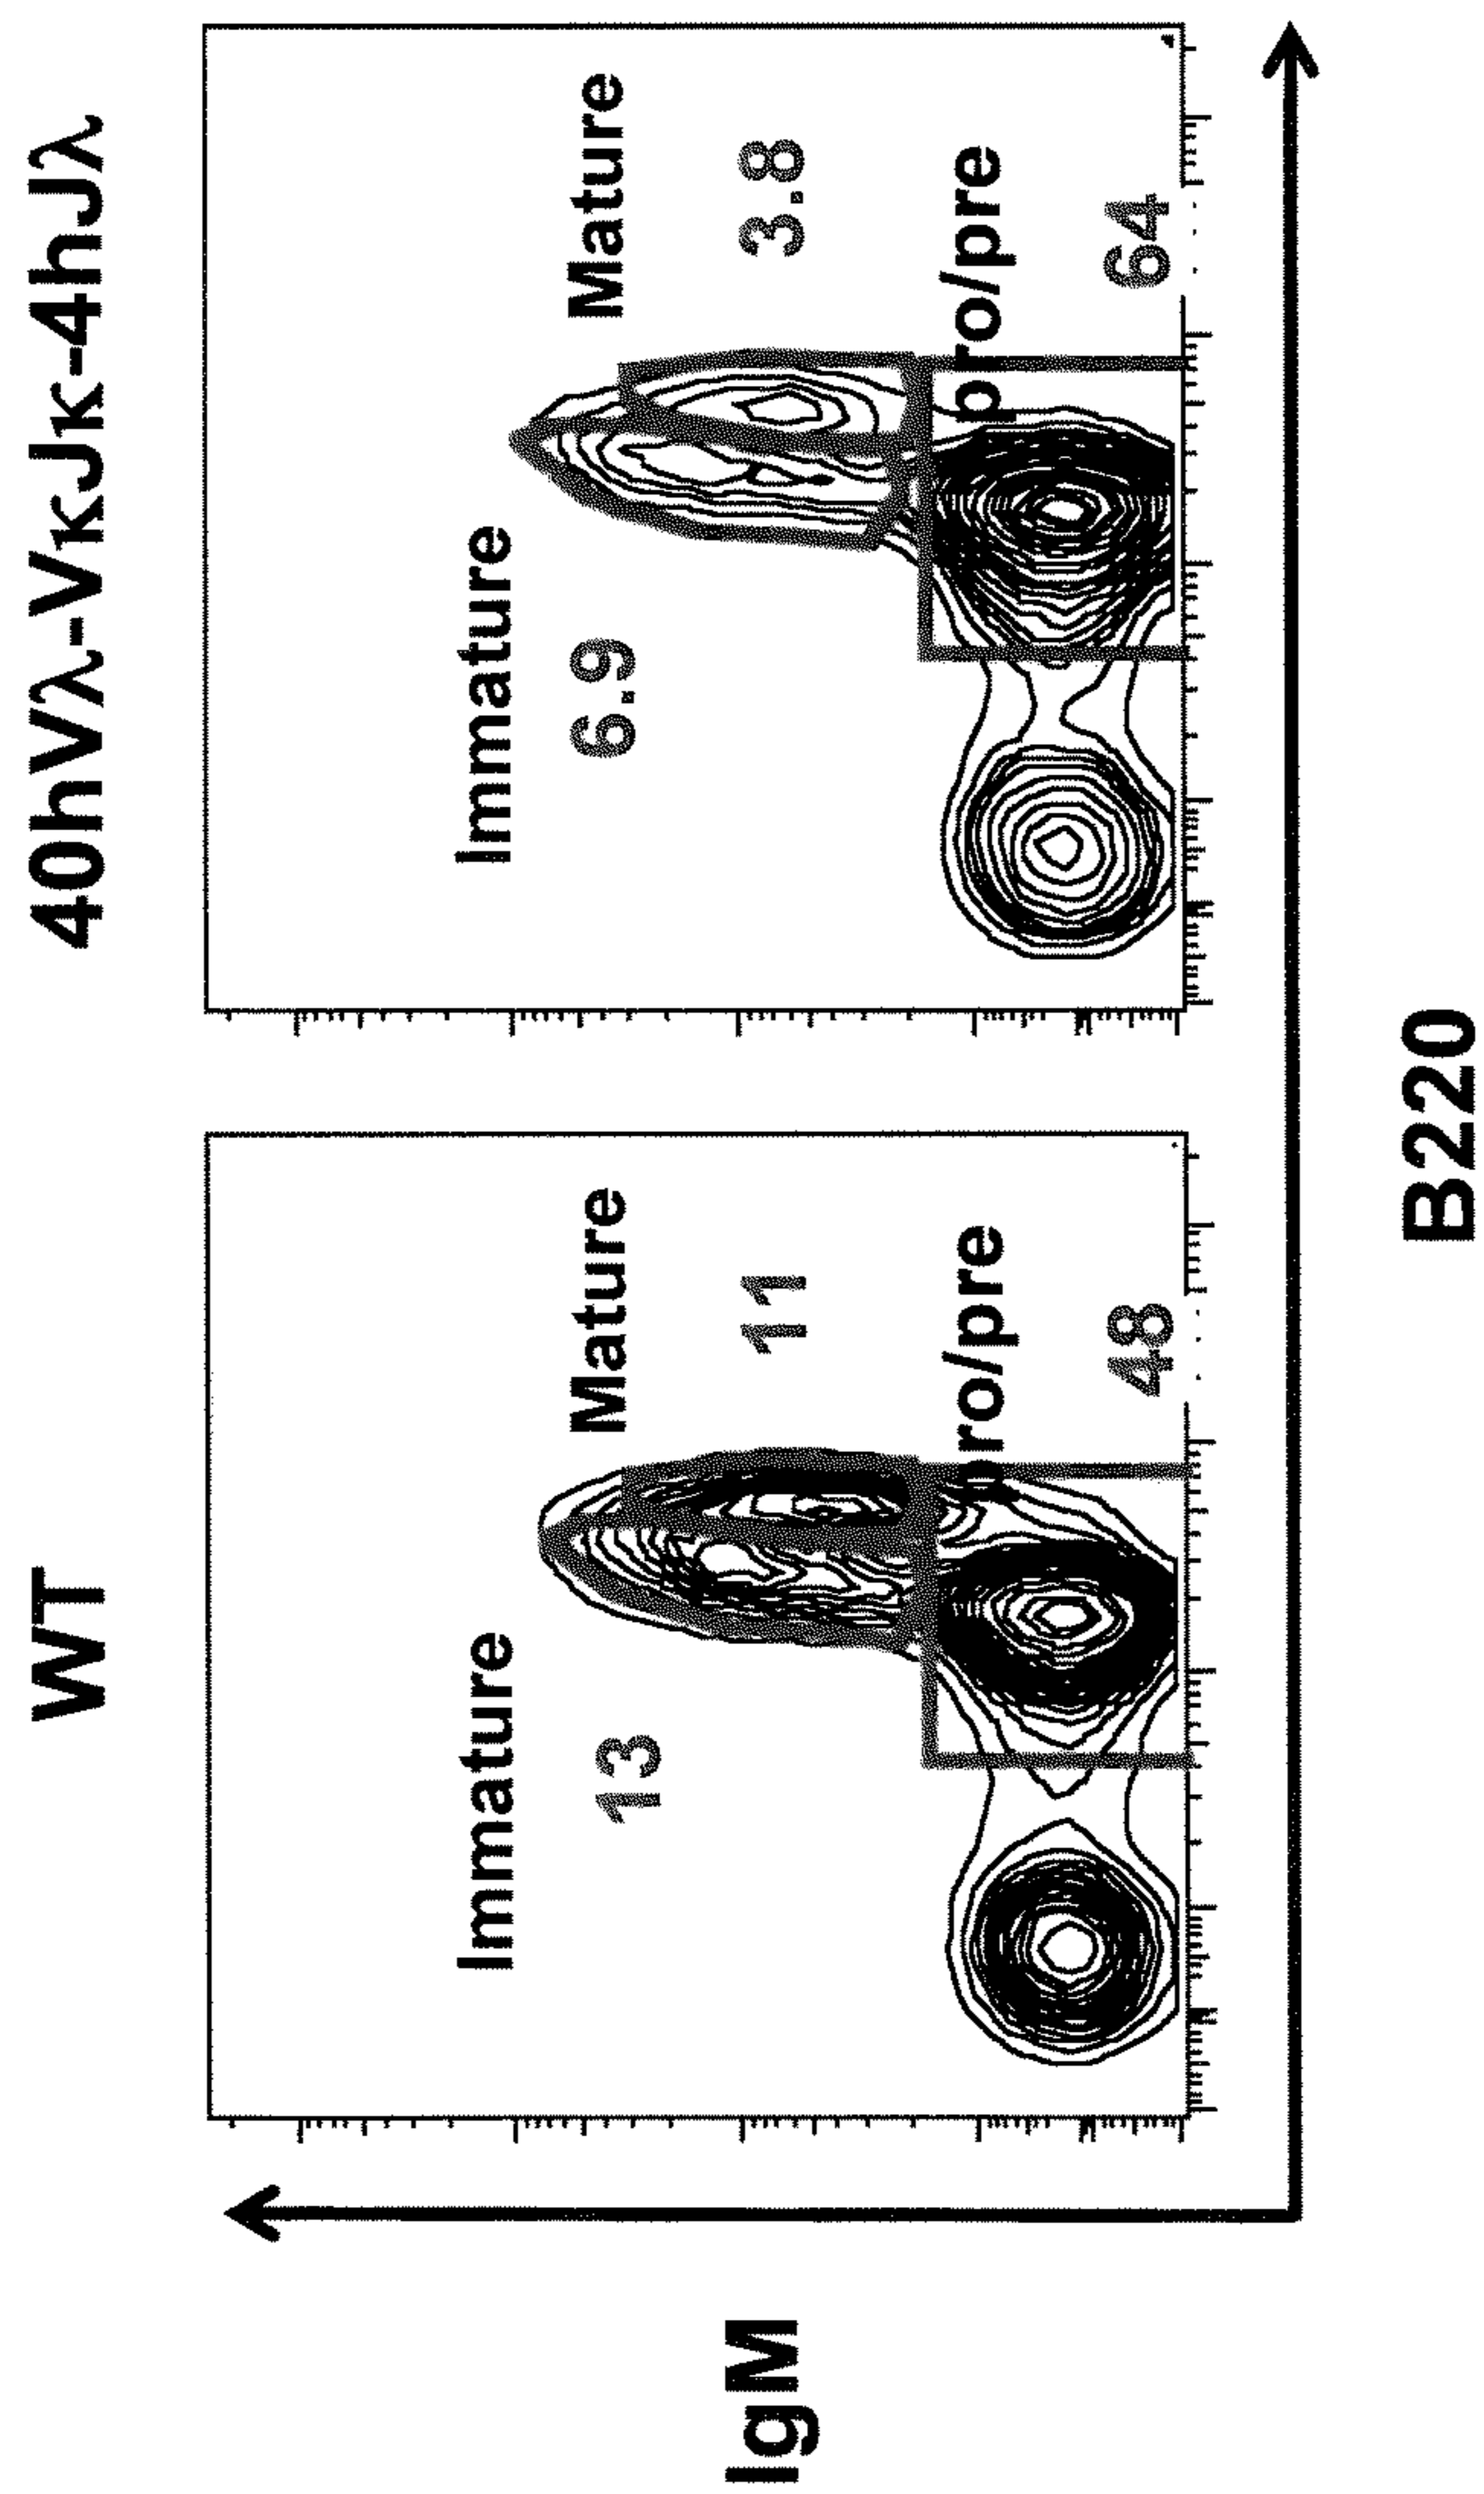 WT
40hVλ-VκJκ-4hJλ
Immature
13
Mature
11
pro/pre
48
Immature
6.9
Mature
3.8
pro/pre
64
IgM
B220